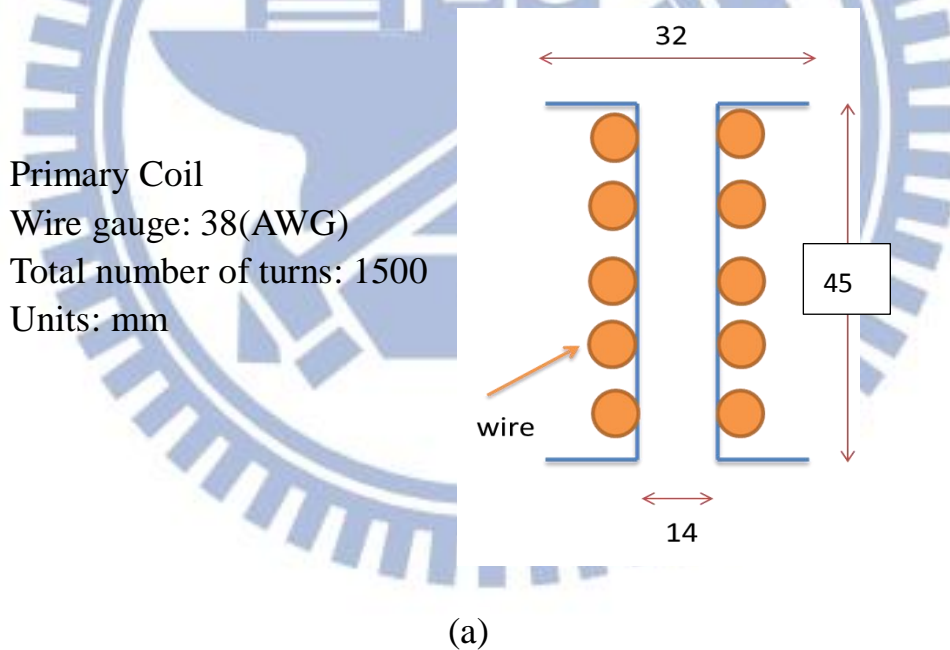 32
Primary Coil
Wire gauge: 38(AWG)
Total number of turns: 1500
Units: mm
45
wire
14
(a)